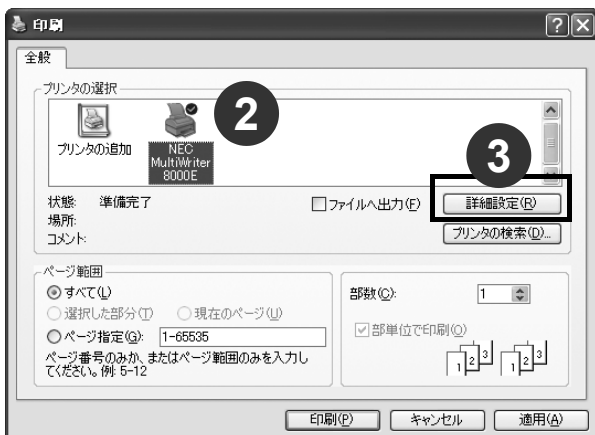 印刷
全般
プリンタの選択
2
プリンタの追加
NEC
MultiWriter
8000E
3
状態: 準備完了
ファイルへ出力(F)
詳細設定(R)
場所:
コメント:
プリンタの検索(D)...
ページ範囲
すべて(L)
選択した部分(T) 現在のページ(U)
ページ指定(G): 1-65535
ページ番号のみか、またはページ範囲のみを入力し
てください。例: 5-12
部数(C): 1
部単位で印刷(O)
1 2 3 1 2 3
印刷(P) キャンセル 適用(A)